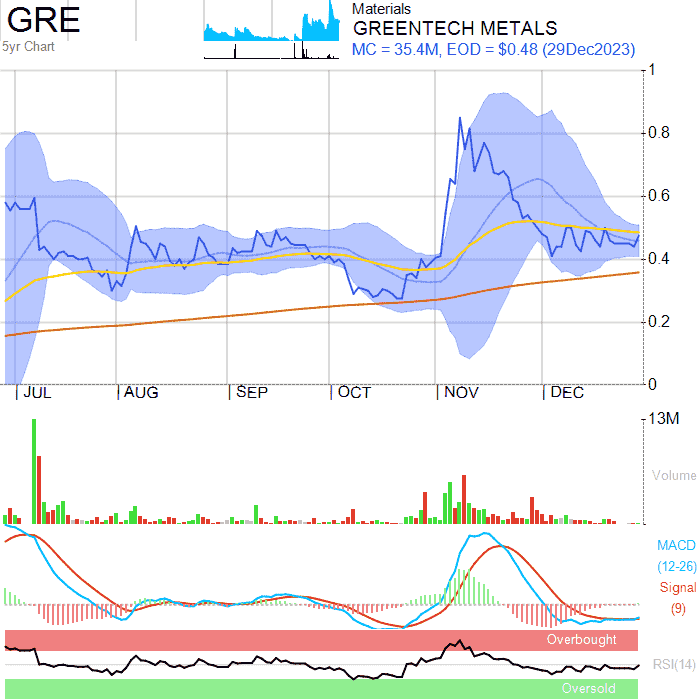 GRE
5yr Chart
Materials
GREENTECH METALS
MC = 35.4M, EOD = $0.48 (29Dec2023)
1
0.8
0.6
0.4
0.2
0
JUL AUG SEP OCT NOV DEC
13M
Volume
MACD
(12-26)
Signal
(9)
Overbought
RSI(14)
Oversold